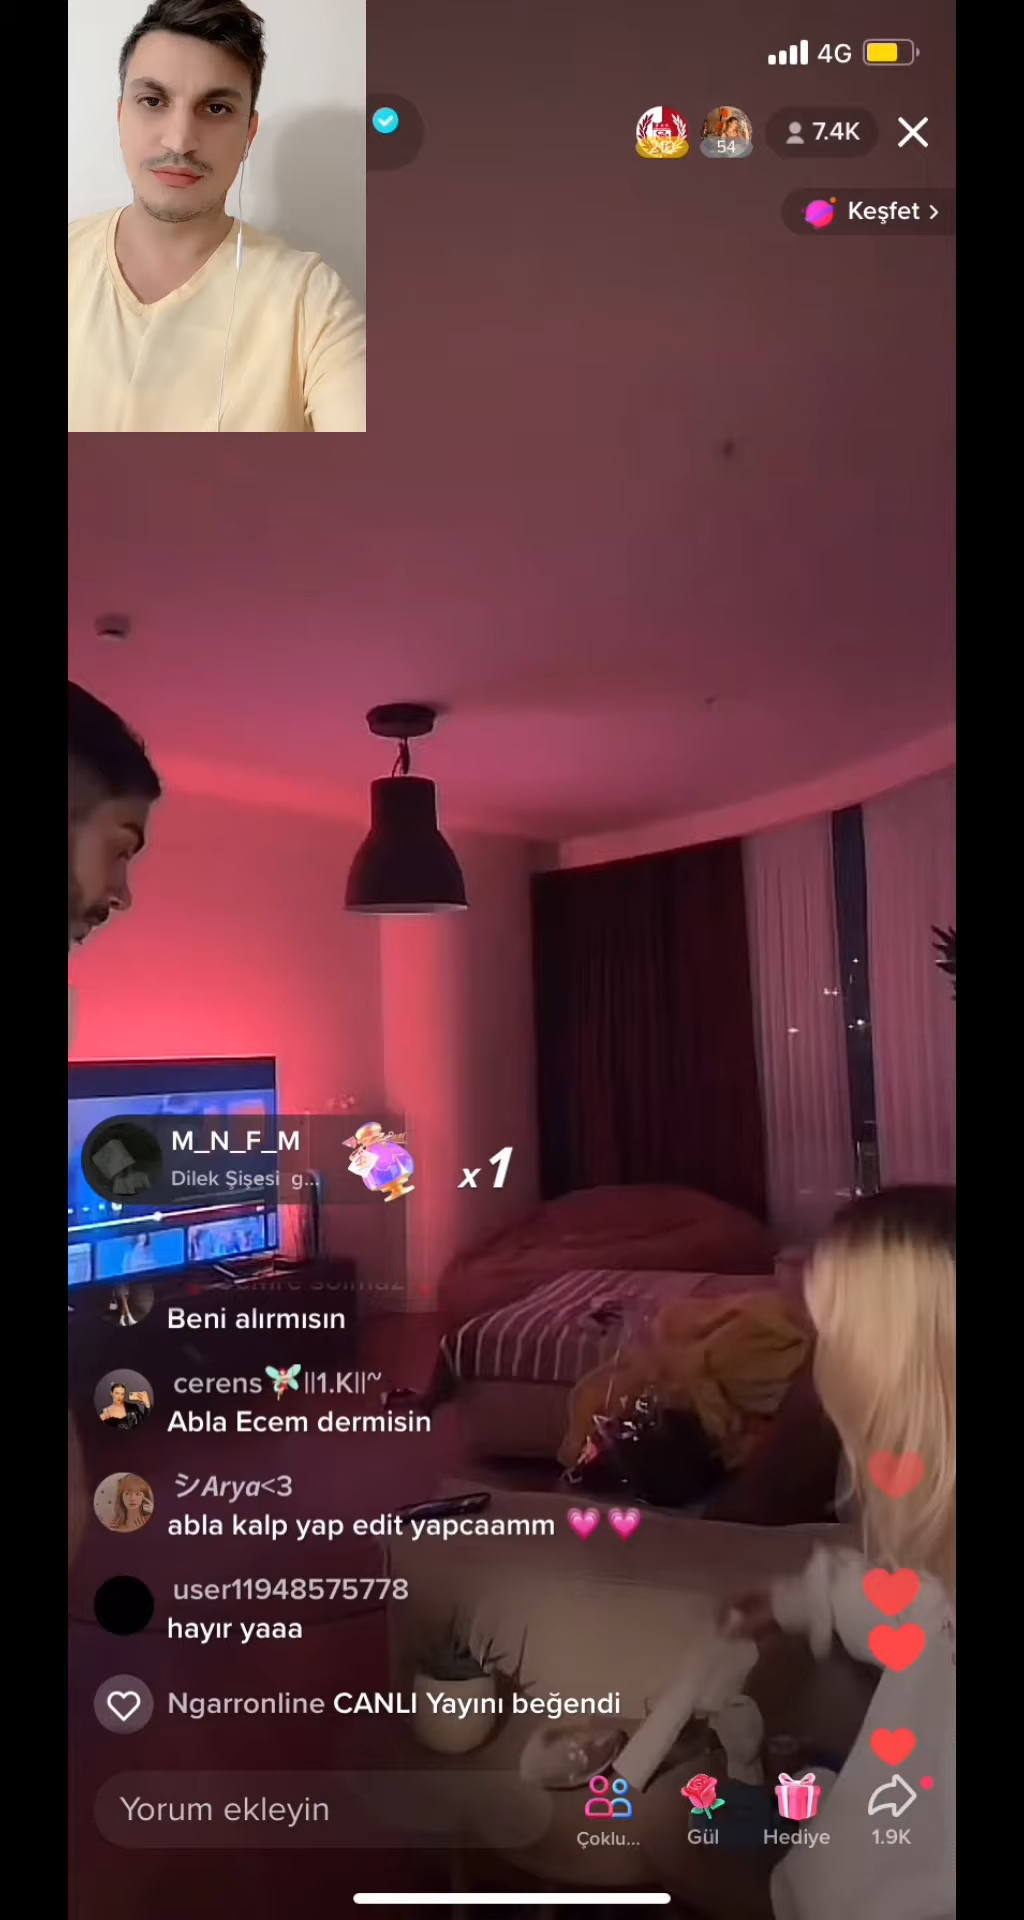 4G
54
7.4K
Keşfet >
M_N_F_M
Dilek Şişesi g...
x1
Beni alırmısın
cerens🧚||1.K||~
Abla Ecem dermisin
シArya<3
abla kalp yap edit yapcaamm 💗💗
user11948575778
hayır yaaa
Ngarronline CANLI Yayını beğendi
Yorum ekleyin
Çoklu...
Gül
Hediye
1.9K